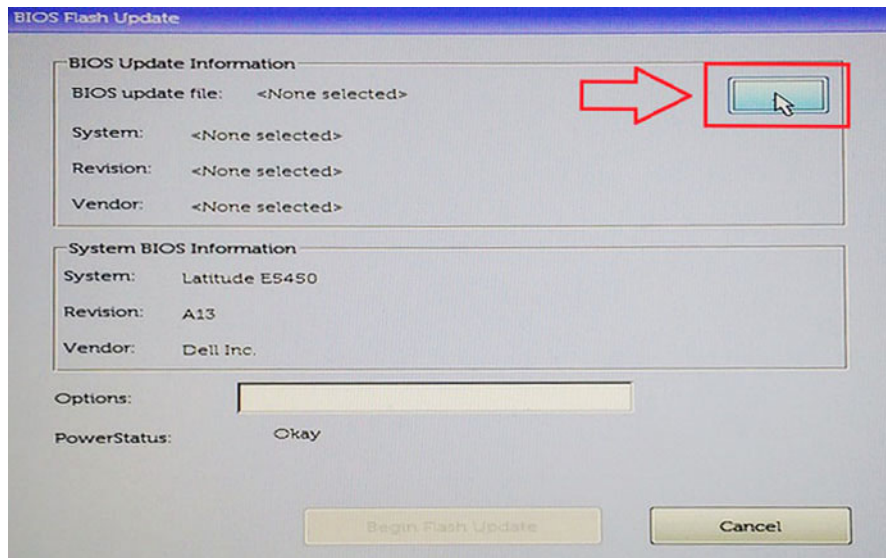 BIOS Flash Update
BIOS Update Information
BIOS update file: <None selected>
System: <None selected>
Revision: <None selected>
Vendor: <None selected>
System BIOS Information
System: Latitude E5450
Revision: A13
Vendor: Dell Inc.
Options:
PowerStatus: Okay
Begin Flash Update
Cancel